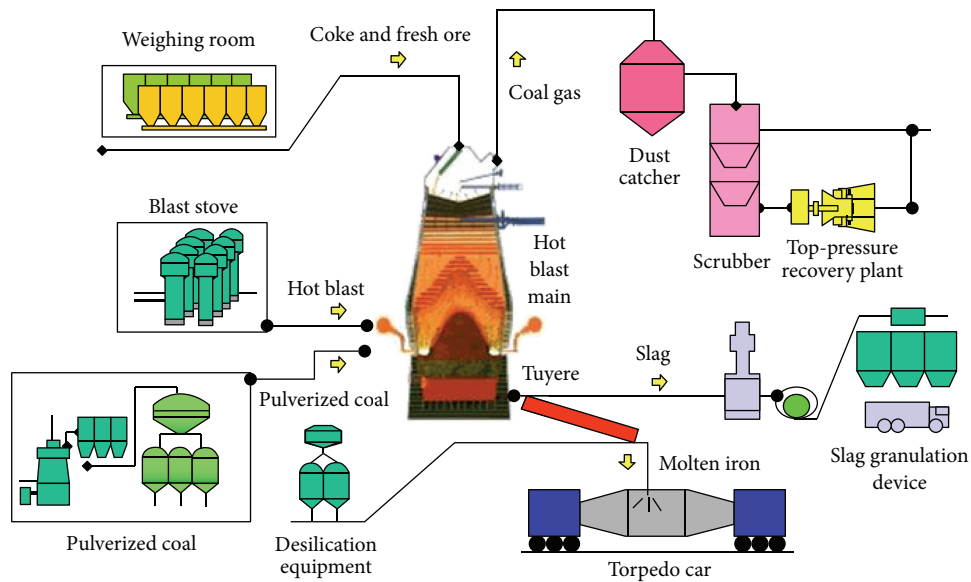 Weighing room
Coke and fresh ore
Coal gas
Dust
catcher
Scrubber
Top-pressure
recovery plant
Blast stove
Hot blast
Hot
blast
main
Pulverized coal
Slag
Tuyere
Molten iron
Slag granulation
device
Pulverized coal
Desilication
equipment
Torpedo car